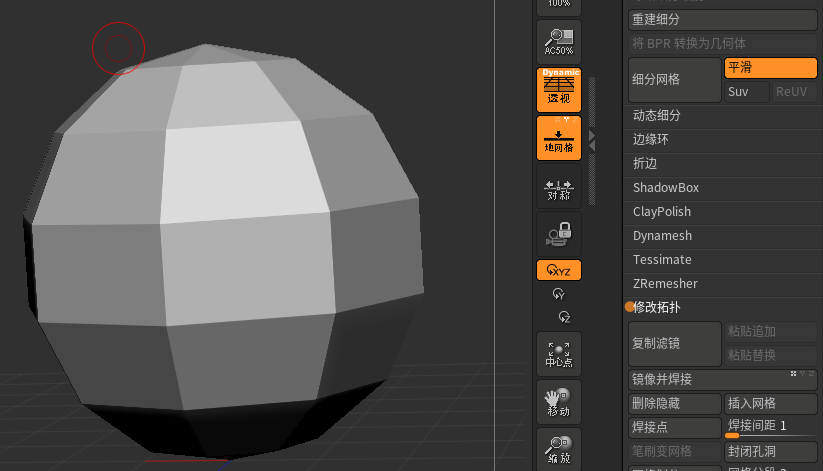 100%
AC50%
Dynamic
透视
X Y Z
地网格
对称
XYZ
Y
Z
中心点
移动
缩放
重建细分
将 BPR 转换为几何体
细分网格
平滑
Suv
ReUV
动态细分
边缘环
折边
ShadowBox
ClayPolish
Dynamesh
Tessimate
ZRemesher
修改拓扑
复制滤镜
粘贴追加
粘贴替换
镜像并焊接
X Y Z
删除隐藏
插入网格
焊接点
焊接间距 1
笔刷变网格
封闭孔洞